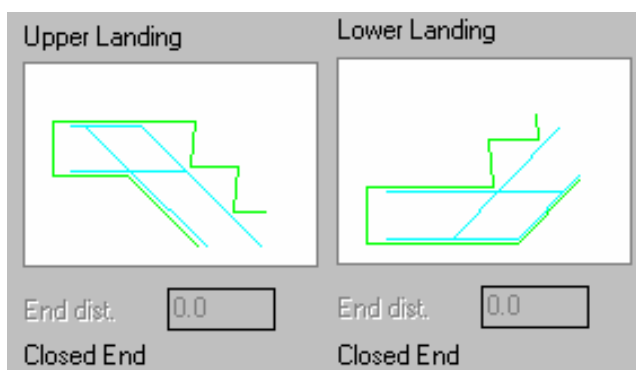 Upper Landing
Lower Landing
End dist. 0.0
End dist. 0.0
Closed End
Closed End